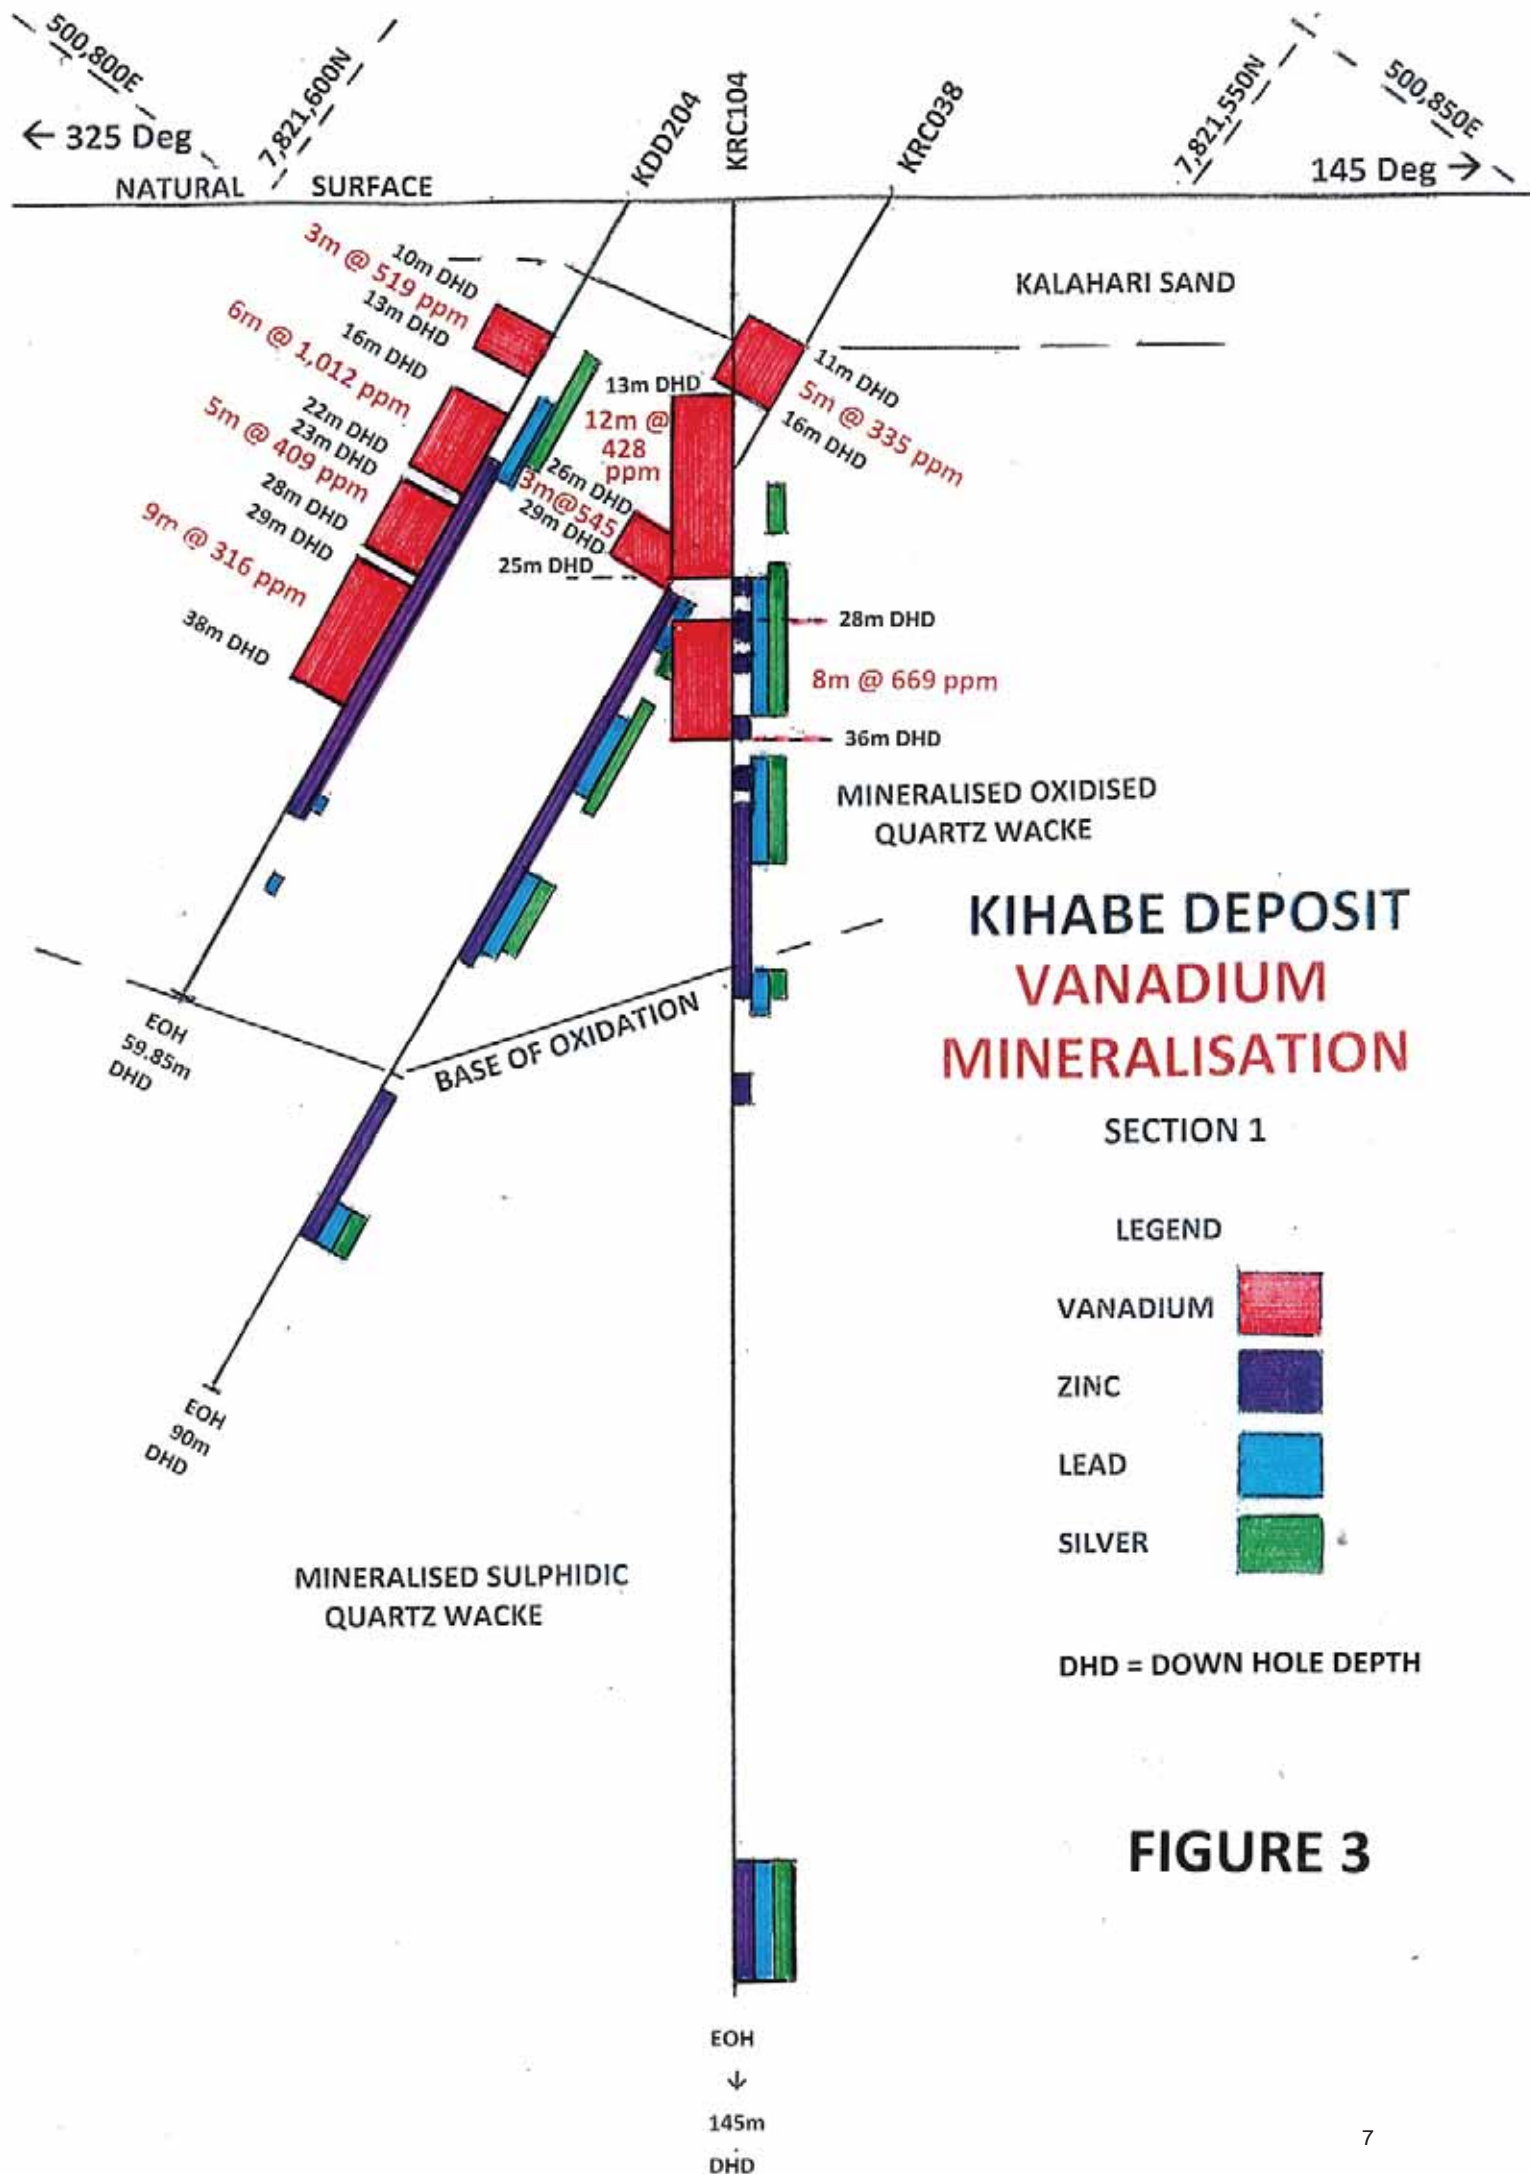 500,800E
7,821,600N
KDD204
KRC104
KRC038
7,821,550N
500,850E
← 325 Deg
145 Deg →
NATURAL SURFACE
KALAHARI SAND
10m DHD
3m @ 519 ppm
13m DHD
16m DHD
6m @ 1,012 ppm
22m DHD
23m DHD
5m @ 409 ppm
28m DHD
29m DHD
9m @ 316 ppm
38m DHD
13m DHD
12m @
428
ppm
26m DHD
3m@545
29m DHD
25m DHD
11m DHD
5m @ 335 ppm
16m DHD
28m DHD
8m @ 669 ppm
36m DHD
MINERALISED OXIDISED
QUARTZ WACKE
KIHABE DEPOSIT
VANADIUM
MINERALISATION
SECTION 1
BASE OF OXIDATION
EOH
59.85m
DHD
EOH
90m
DHD
LEGEND
VANADIUM
ZINC
LEAD
SILVER
MINERALISED SULPHIDIC
QUARTZ WACKE
DHD = DOWN HOLE DEPTH
FIGURE 3
EOH
↓
145m
DHD
7